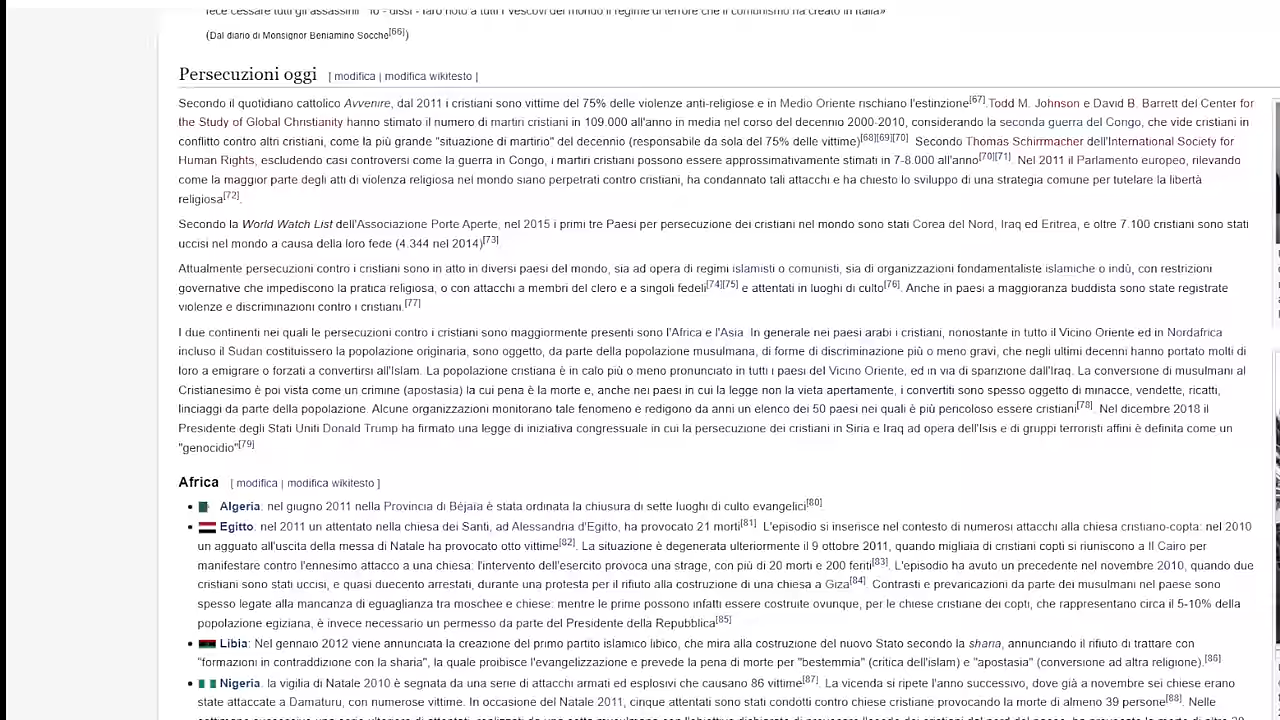 fece cessare tutti gli assassinii "Io - dissi - farò noto a tutti i Vescovi del mondo il regime di terrore che il comunismo ha creato in Italia»
(Dal diario di Monsignor Beniamino Socche[66])
Persecuzioni oggi [ modifica | modifica wikitesto ]
Secondo il quotidiano cattolico Avvenire, dal 2011 i cristiani sono vittime del 75% delle violenze anti-religiose e in Medio Oriente rischiano l'estinzione[67].Todd M. Johnson e David B. Barrett del Center for
the Study of Global Christianity hanno stimato il numero di martiri cristiani in 109.000 all'anno in media nel corso del decennio 2000-2010, considerando la seconda guerra del Congo, che vide cristiani in
conflitto contro altri cristiani, come la più grande "situazione di martirio" del decennio (responsabile da sola del 75% delle vittime)[68][69][70] Secondo Thomas Schirmacher dell'International Society for
Human Rights, escludendo casi controversi come la guerra in Congo, i martiri cristiani possono essere approssimativamente stimati in 7-8.000 all'anno[70][71] Nel 2011 il Parlamento europeo, rilevando
come la maggior parte degli atti di violenza religiosa nel mondo siano perpetrati contro cristiani, ha condannato tali attacchi e ha chiesto lo sviluppo di una strategia comune per tutelare la libertà
religiosa[72].
Secondo la World Watch List dell'Associazione Porte Aperte, nel 2015 i primi tre Paesi per persecuzione dei cristiani nel mondo sono stati Corea del Nord, Iraq ed Eritrea, e oltre 7.100 cristiani sono stati
uccisi nel mondo a causa della loro fede (4.344 nel 2014)[73]
Attualmente persecuzioni contro i cristiani sono in atto in diversi paesi del mondo, sia ad opera di regimi islamisti o comunisti, sia di organizzazioni fondamentaliste islamiche o indù, con restrizioni
governative che impediscono la pratica religiosa, o con attacchi a membri del clero e a singoli fedeli[74][75] e attentati in luoghi di culto[76]. Anche in paesi a maggioranza buddista sono state registrate
violenze e discriminazioni contro i cristiani.[77]
I due continenti nei quali le persecuzioni contro i cristiani sono maggiormente presenti sono l'Africa e l'Asia In generale nei paesi arabi i cristiani, nonostante in tutto il Vicino Oriente ed in Nordafrica
incluso il Sudan costituissero la popolazione originaria, sono oggetto, da parte della popolazione musulmana, di forme di discriminazione più o meno gravi, che negli ultimi decenni hanno portato molti di
loro a emigrare o forzati a convertirsi all'Islam. La popolazione cristiana è in calo più o meno pronunciato in tutti i paesi del Vicino Oriente, ed in via di sparizione dall'Iraq. La conversione di musulmani al
Cristianesimo è poi vista come un crimine (apostasia) la cui pena è la morte e, anche nei paesi in cui la legge non la vieta apertamente, i convertiti sono spesso oggetto di minacce, vendette, ricatti,
linciaggi da parte della popolazione. Alcune organizzazioni monitorano tale fenomeno e redigono da anni un elenco dei 50 paesi nei quali è più pericoloso essere cristiani[78]. Nel dicembre 2018 il
Presidente degli Stati Uniti Donald Trump ha firmato una legge di iniziativa congressuale in cui la persecuzione dei cristiani in Siria e Iraq ad opera dell'Isis e di gruppi terroristi affini è definita come un
"genocidio"[79]
Africa [ modifica | modifica wikitesto ]
• Algeria. nel giugno 2011 nella Provincia di Béjaïa è stata ordinata la chiusura di sette luoghi di culto evangelici[80]
• Egitto: nel 2011 un attentato nella chiesa dei Santi, ad Alessandria d'Egitto, ha provocato 21 morti[81] L'episodio si inserisce nel contesto di numerosi attacchi alla chiesa cristiano-copta: nel 2010
un agguato all'uscita della messa di Natale ha provocato otto vittime[82]. La situazione è degenerata ulteriormente il 9 ottobre 2011, quando migliaia di cristiani copti si riuniscono a Il Cairo per
manifestare contro l'ennesimo attacco a una chiesa: l'intervento dell'esercito provoca una strage, con più di 20 morti e 200 feriti[83]. L'episodio ha avuto un precedente nel novembre 2010, quando due
cristiani sono stati uccisi, e quasi duecento arrestati, durante una protesta per il rifiuto alla costruzione di una chiesa a Giza[84] Contrasti e prevaricazioni da parte dei musulmani nel paese sono
spesso legate alla mancanza di eguaglianza tra moschee e chiese: mentre le prime possono infatti essere costruite ovunque, per le chiese cristiane dei copti, che rappresentano circa il 5-10% della
popolazione egiziana, è invece necessario un permesso da parte del Presidente della Repubblica[85]
• Libia: Nel gennaio 2012 viene annunciata la creazione del primo partito islamico libico, che mira alla costruzione del nuovo Stato secondo la sharia, annunciando il rifiuto di trattare con
"formazioni in contraddizione con la sharia", la quale proibisce l'evangelizzazione e prevede la pena di morte per "bestemmia" (critica dell'islam) e "apostasia" (conversione ad altra religione).[86]
• Nigeria. la vigilia di Natale 2010 è segnata da una serie di attacchi armati ed esplosivi che causano 86 vittime[87]. La vicenda si ripete l'anno successivo, dove già a novembre sei chiese erano
state attaccate a Damaturu, con numerose vittime. In occasione del Natale 2011, cinque attentati sono stati condotti contro chiese cristiane provocando la morte di almeno 39 persone[88]. Nelle